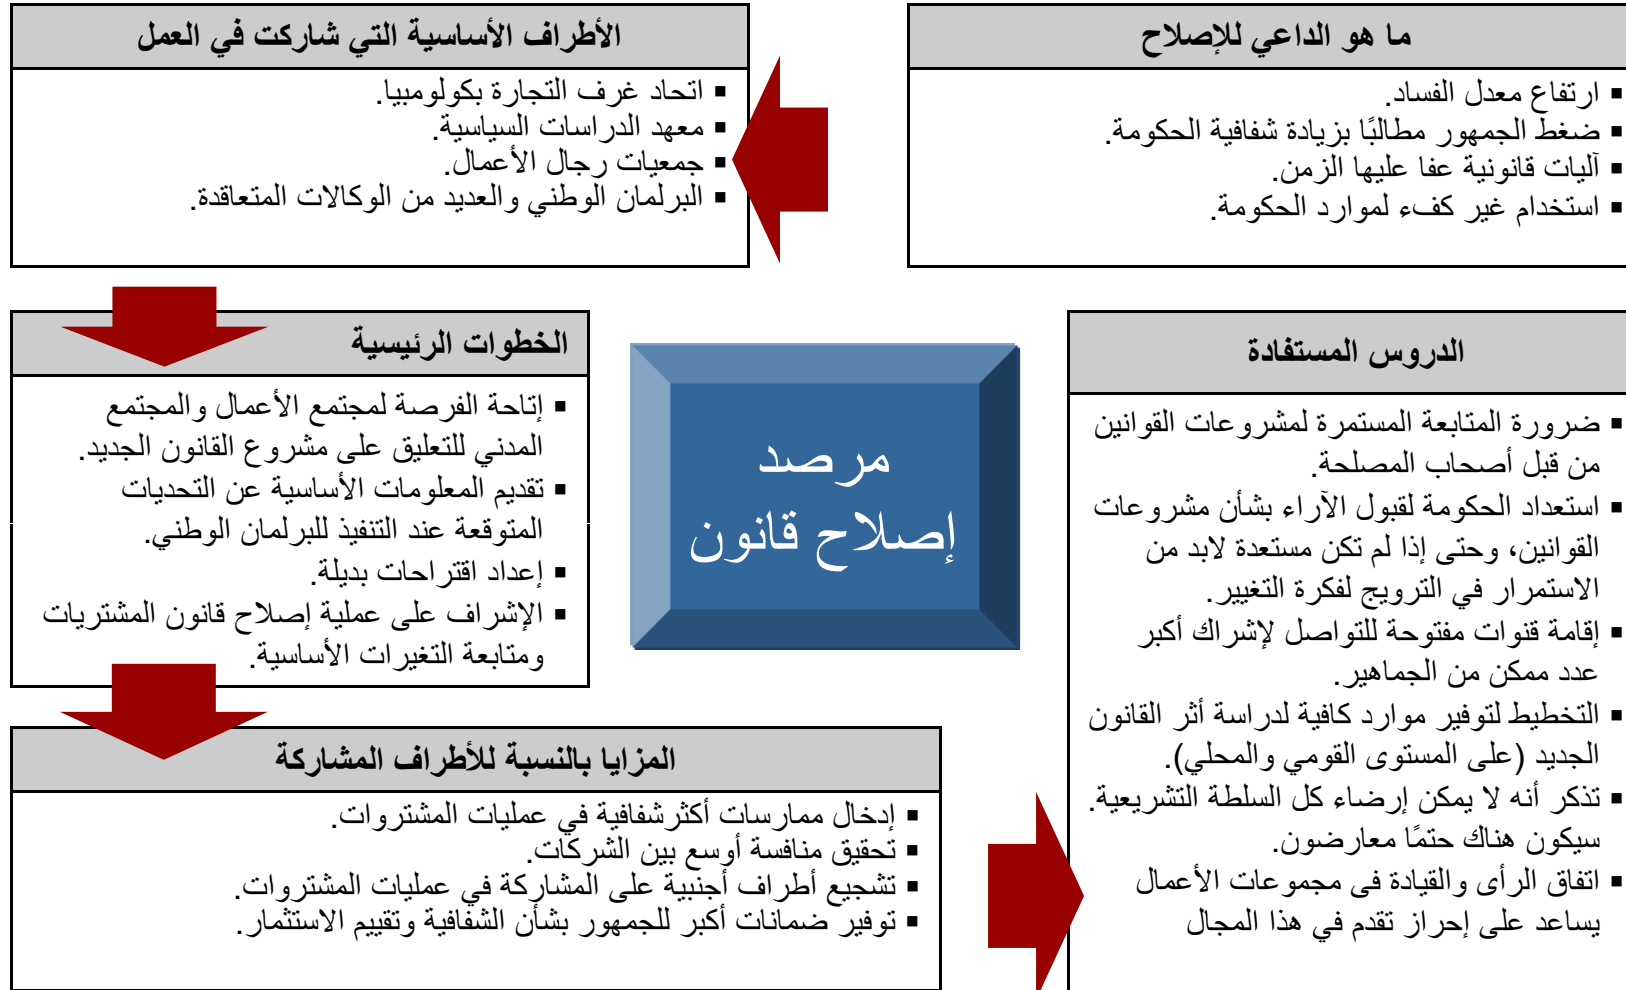 ما هو الداعي للإصلاح
▪ ارتفاع معدل الفساد.
▪ ضغط الجمهور مطالبًا بزيادة شفافية الحكومة.
▪ آليات قانونية عفا عليها الزمن.
▪ استخدام غير كفء لموارد الحكومة.
الأطراف الأساسية التي شاركت في العمل
▪ اتحاد غرف التجارة بكولومبيا.
▪ معهد الدراسات السياسية.
▪ جمعيات رجال الأعمال.
▪ البرلمان الوطني والعديد من الوكالات المتعاقدة.
الخطوات الرئيسية
▪ إتاحة الفرصة لمجتمع الأعمال والمجتمع
المدني للتعليق على مشروع القانون الجديد.
▪ تقديم المعلومات الأساسية عن التحديات
المتوقعة عند التنفيذ للبرلمان الوطني.
▪ إعداد اقتراحات بديلة.
▪ الإشراف على عملية إصلاح قانون المشتريات
ومتابعة التغيرات الأساسية.
مرصد
إصلاح قانون
المزايا بالنسبة للأطراف المشاركة
▪ إدخال ممارسات أكثرشفافية في عمليات المشتروات.
▪ تحقيق منافسة أوسع بين الشركات.
▪ تشجيع أطراف أجنبية على المشاركة في عمليات المشتروات.
▪ توفير ضمانات أكبر للجمهور بشأن الشفافية وتقييم الاستثمار.
الدروس المستفادة
▪ ضرورة المتابعة المستمرة لمشروعات القوانين
من قبل أصحاب المصلحة.
▪ استعداد الحكومة لقبول الآراء بشأن مشروعات
القوانين، وحتى إذا لم تكن مستعدة لابد من
الاستمرار في الترويج لفكرة التغيير.
▪ إقامة قنوات مفتوحة للتواصل لإشراك أكبر
عدد ممكن من الجماهير.
▪ التخطيط لتوفير موارد كافية لدراسة أثر القانون
الجديد (على المستوى القومي والمحلي).
▪ تذكر أنه لا يمكن إرضاء كل السلطة التشريعية.
سيكون هناك حتمًا معارضون.
▪ اتفاق الرأى والقيادة فى مجموعات الأعمال
يساعد على إحراز تقدم في هذا المجال